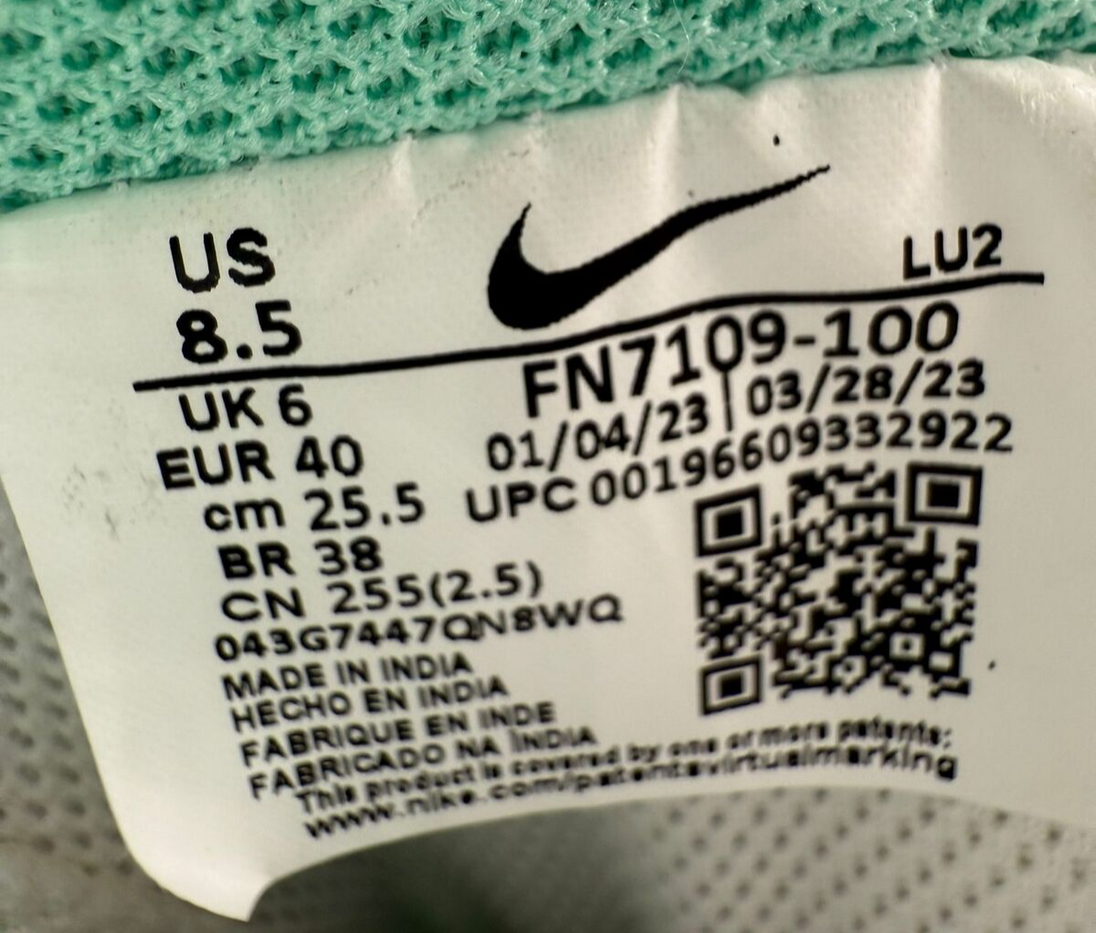 US
8.5
LU2
UK 6
EUR 40
cm 25.5
BR 38
CN 255(2.5)
FN7109-100
01/04/23 | 03/28/23
UPC 00196609332922
043G7447QN8WQ
MADE IN INDIA
HECHO EN INDIA
FABRIQUE EN INDE
FABRICADO NA ÍNDIA
This product is covered by one or more patents:
www.nike.com/patentsvirtualmarking